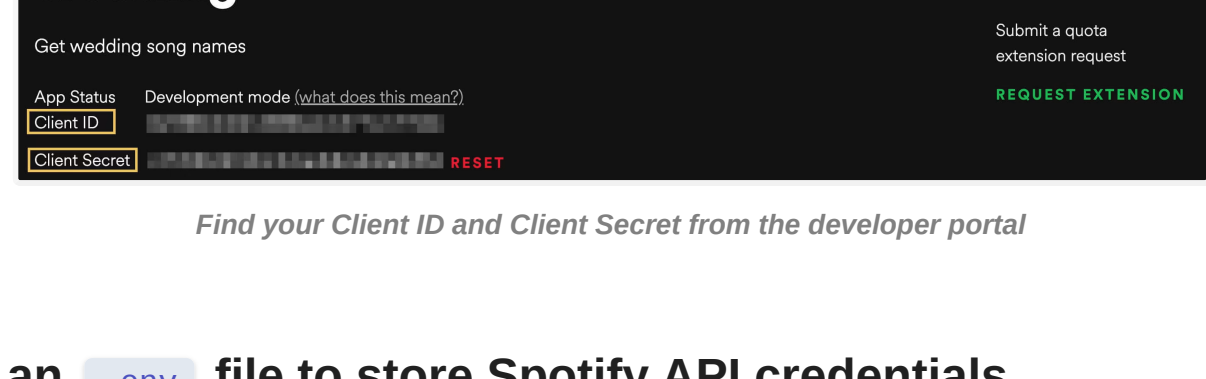 Get wedding song names
Submit a quota
extension request
App Status Development mode (what does this mean?)
REQUEST EXTENSION
Client ID
Client Secret RESET
Find your Client ID and Client Secret from the developer portal
an .env file to store Spotify API credentials